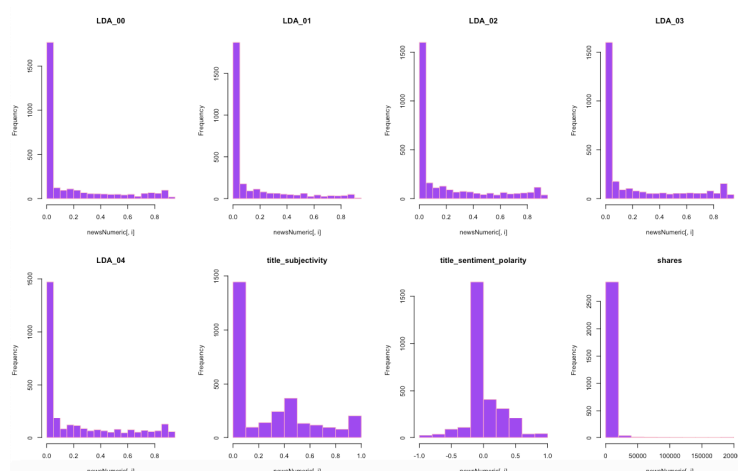 LDA_00
Frequency
0
500
1000
1500
0.0 0.2 0.4 0.6 0.8
newsNumeric[, i]
LDA_01
Frequency
0
500
1000
1500
0.0 0.2 0.4 0.6 0.8
newsNumeric[, i]
LDA_02
Frequency
0
500
1000
1500
0.0 0.2 0.4 0.6 0.8
newsNumeric[, i]
LDA_03
Frequency
0
500
1000
1500
0.0 0.2 0.4 0.6 0.8
newsNumeric[, i]
LDA_04
Frequency
0
500
1000
1500
0.0 0.2 0.4 0.6 0.8
newsNumeric[, i]
title_subjectivity
Frequency
0
500
1000
1500
0.0 0.2 0.4 0.6 0.8 1.0
newsNumeric[, i]
title_sentiment_polarity
Frequency
0
500
1000
1500
-1.0 -0.5 0.0 0.5 1.0
newsNumeric[, i]
shares
Frequency
0
500
1000
1500
2000
2500
0 50000 100000 150000
newsNumeric[, i]